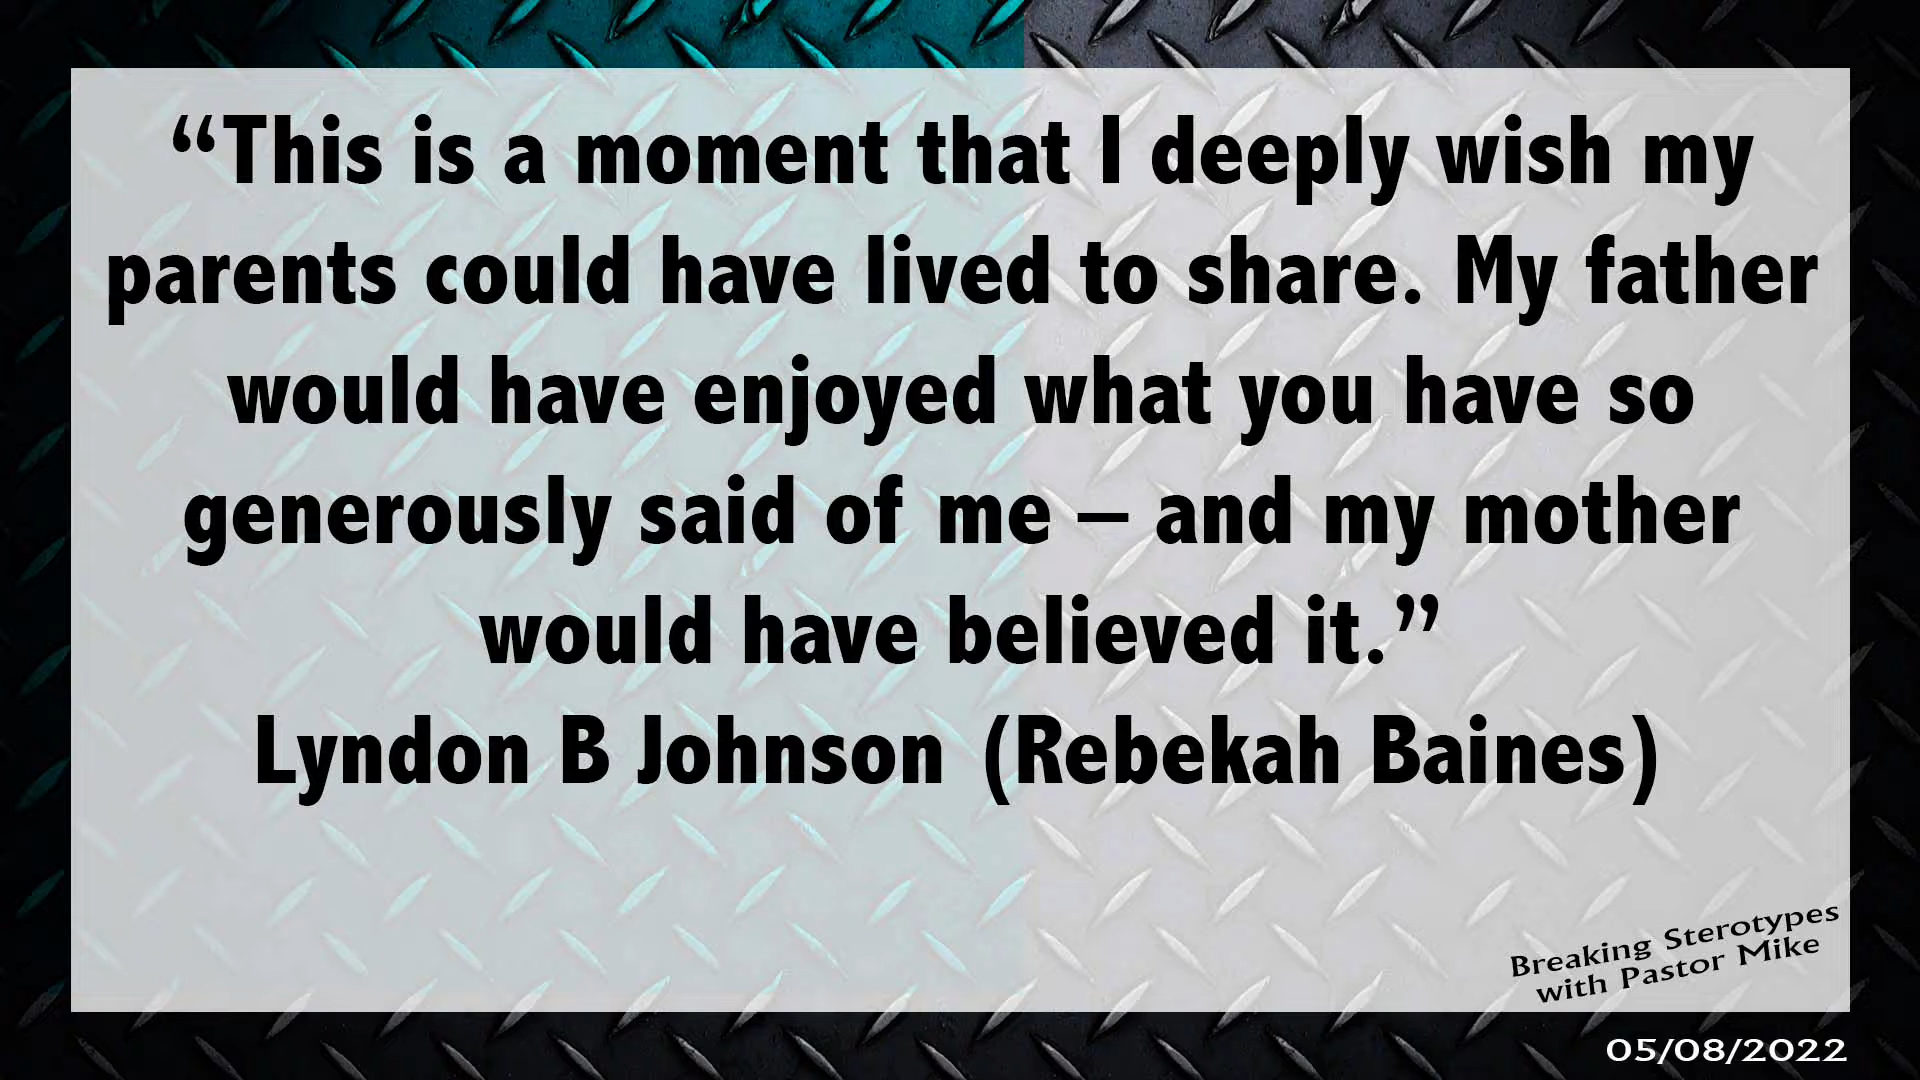 “This is a moment that I deeply wish my
parents could have lived to share. My father
would have enjoyed what you have so
generously said of me – and my mother
would have believed it.”
Lyndon B Johnson (Rebekah Baines)
Breaking Sterotypes
with Pastor Mike
05/08/2022